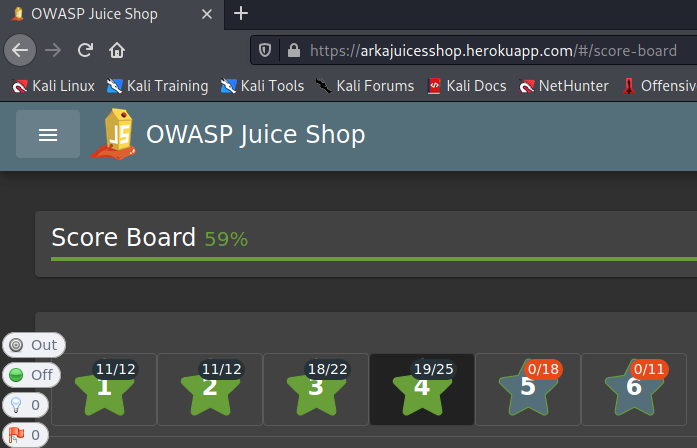 OWASP Juice Shop
https://arkajuicesshop.herokuapp.com/#/score-board
Kali Linux Kali Training Kali Tools Kali Forums Kali Docs NetHunter Offensiv
JS OWASP Juice Shop
Score Board 59%
Out
Off
0
0
11/12 11/12 18/22 19/25 0/18 0/11
1 2 3 4 5 6